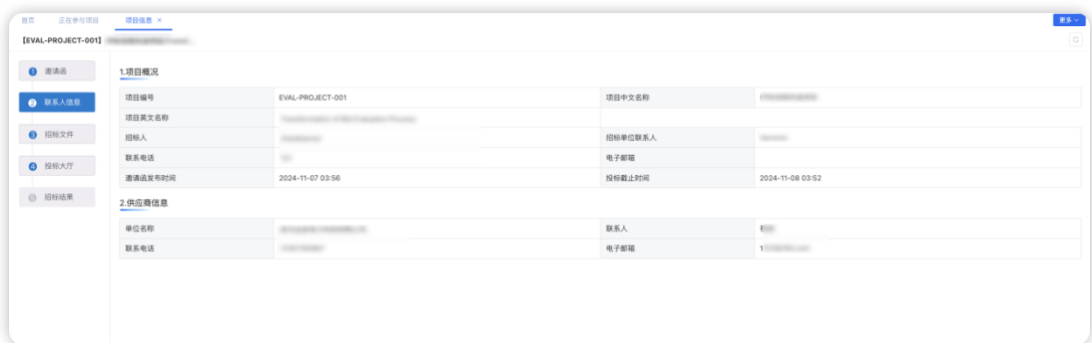 首页 正在参与项目 项目信息 × 更多
【EVAL-PROJECT-001】
1 邀请函
2 联系人信息
3 招标文件
4 投标大厅
招标结果
1.项目概况
项目编号 EVAL-PROJECT-001 项目中文名称
项目英文名称
招标人 招标单位联系人
联系电话 电子邮箱
邀请函发布时间 2024-11-07 03:56 投标截止时间 2024-11-08 03:52
2.供应商信息
单位名称 联系人
联系电话 电子邮箱 1